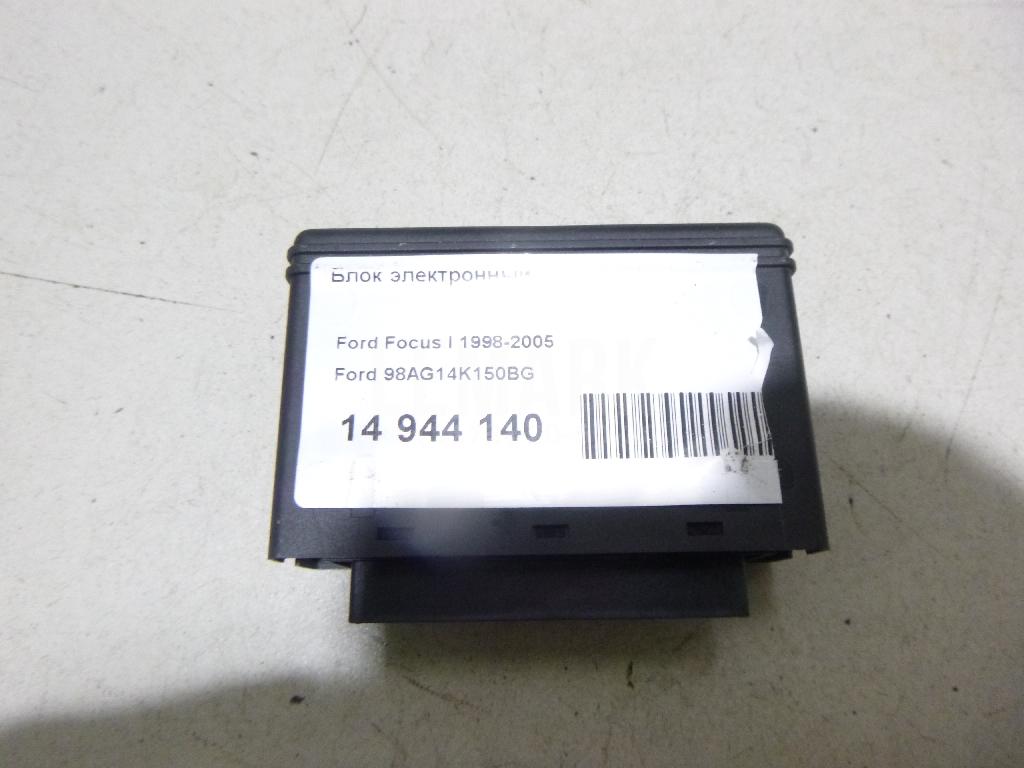 Блок электронный
Ford Focus I 1998-2005
Ford 98AG14K150BG
14 944 140